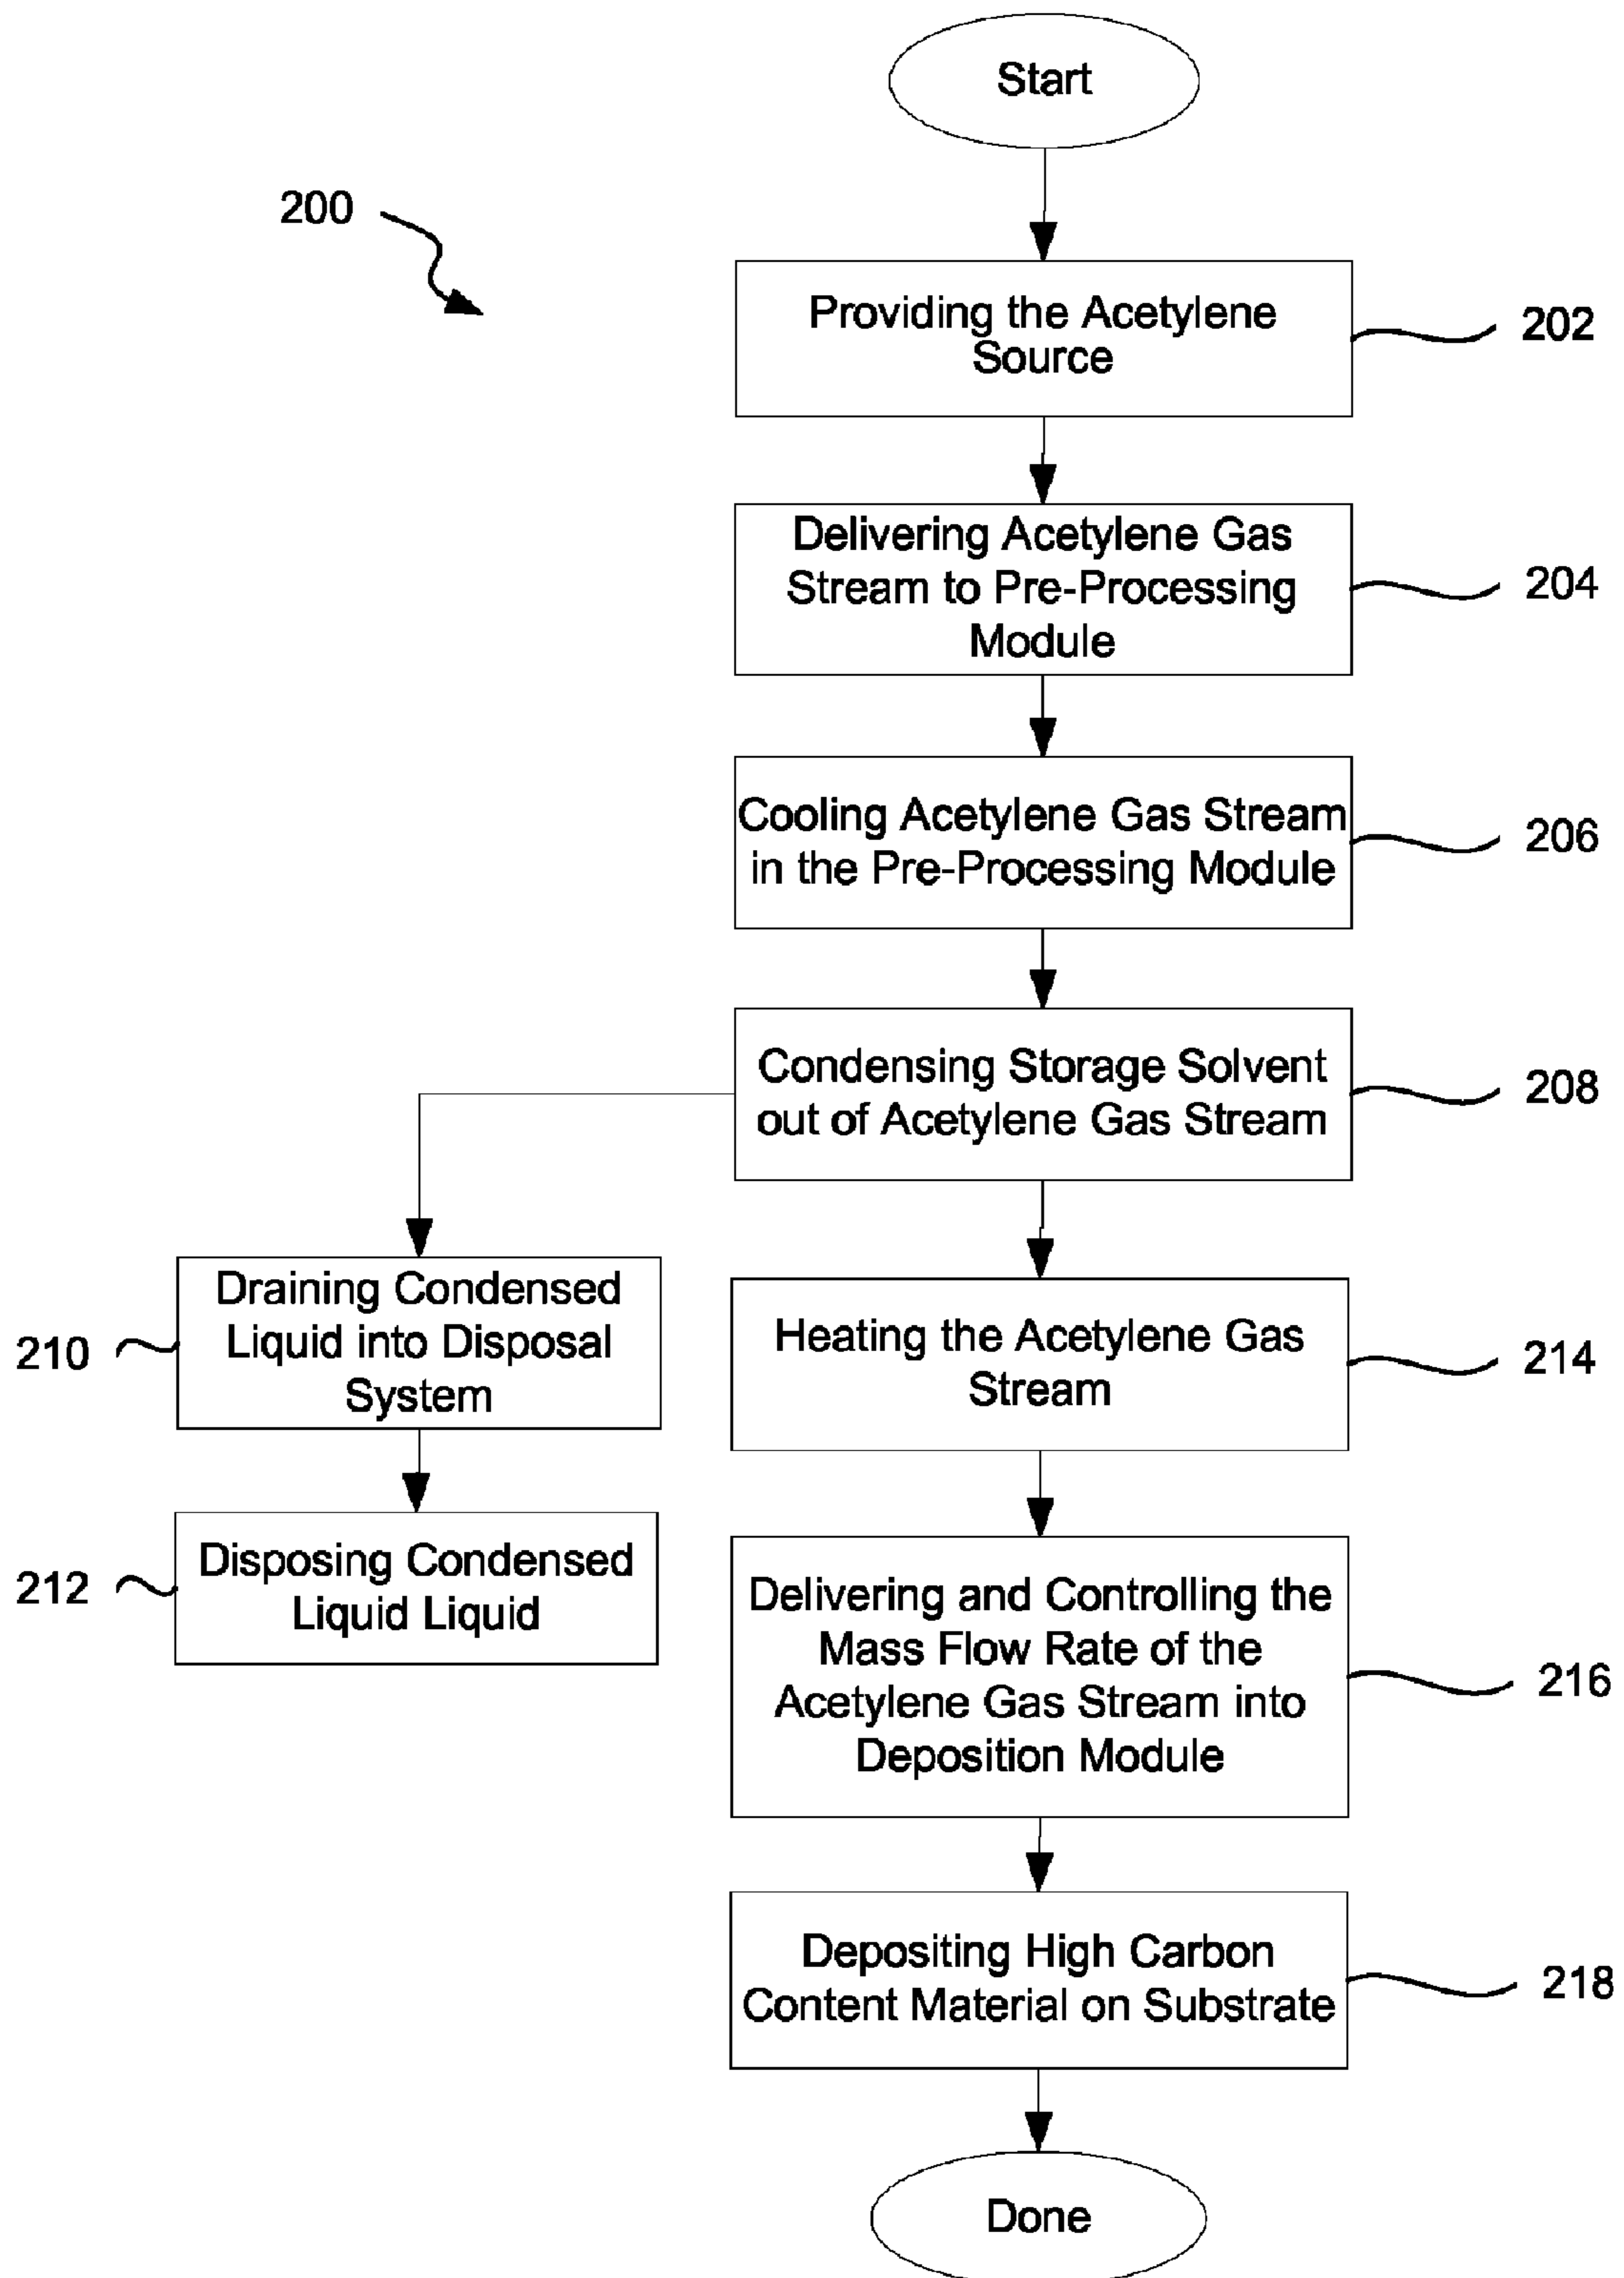 Start
200
Providing the Acetylene
Source
202
Delivering Acetylene Gas
Stream to Pre-Processing
Module
204
Cooling Acetylene Gas Stream
in the Pre-Processing Module
206
Condensing Storage Solvent
out of Acetylene Gas Stream
208
Draining Condensed
Liquid into Disposal
System
210
Disposing Condensed
Liquid Liquid
212
Heating the Acetylene Gas
Stream
214
Delivering and Controlling the
Mass Flow Rate of the
Acetylene Gas Stream into
Deposition Module
216
Depositing High Carbon
Content Material on Substrate
218
Done